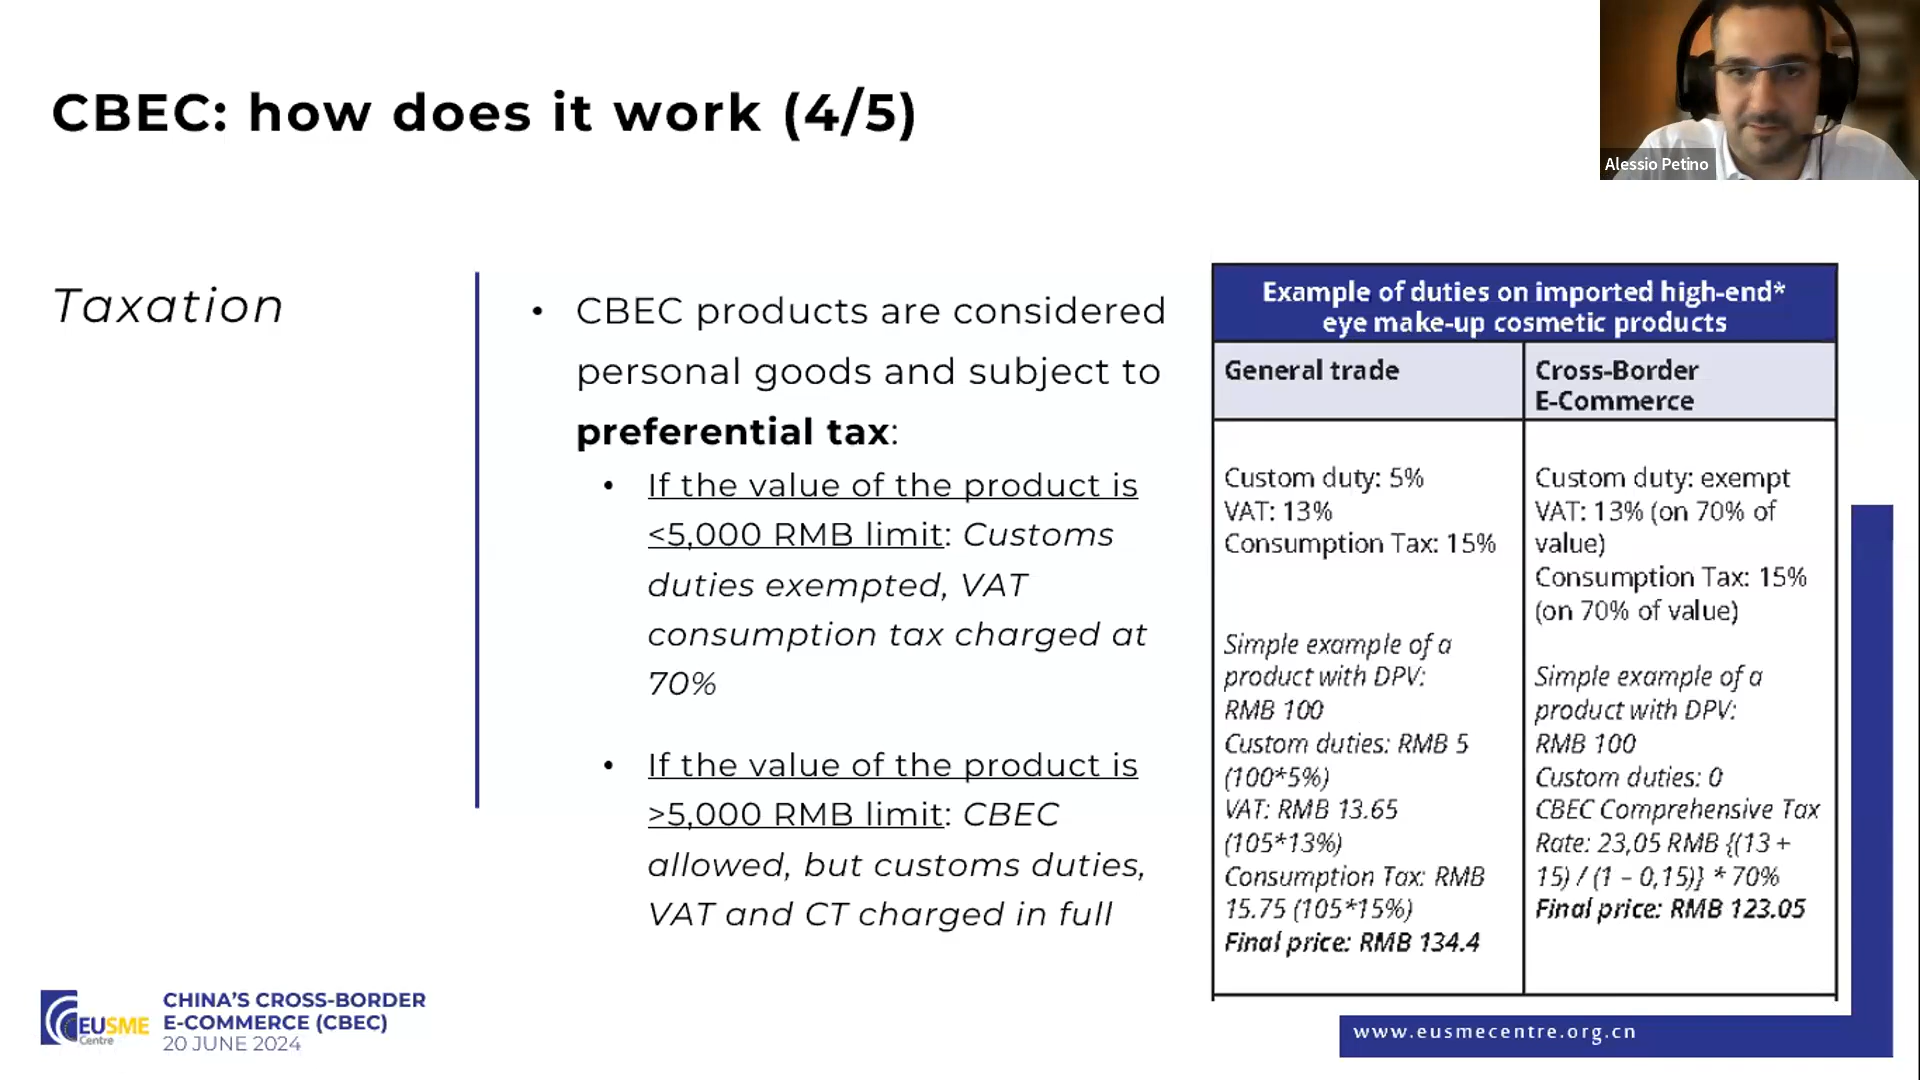 CBEC: how does it work (4/5)
Alessio Petino
Taxation
• CBEC products are considered
personal goods and subject to
preferential tax:
• If the value of the product is
<5,000 RMB limit: Customs
duties exempted, VAT
consumption tax charged at
70%
• If the value of the product is
>5,000 RMB limit: CBEC
allowed, but customs duties,
VAT and CT charged in full
Example of duties on imported high-end*
eye make-up cosmetic products
General trade
Custom duty: 5%
VAT: 13%
Consumption Tax: 15%
Simple example of a
product with DPV:
RMB 100
Custom duties: RMB 5
(100*5%)
VAT: RMB 13.65
(105*13%)
Consumption Tax: RMB
15.75 (105*15%)
Final price: RMB 134.4
Cross-Border
E-Commerce
Custom duty: exempt
VAT: 13% (on 70% of
value)
Consumption Tax: 15%
(on 70% of value)
Simple example of a
product with DPV:
RMB 100
Custom duties: 0
CBEC Comprehensive Tax
Rate: 23,05 RMB {(13 +
15) / (1 – 0,15)} * 70%
Final price: RMB 123.05
EUSME
Centre
CHINA'S CROSS-BORDER
E-COMMERCE (CBEC)
20 JUNE 2024
www.eusmecentre.org.cn